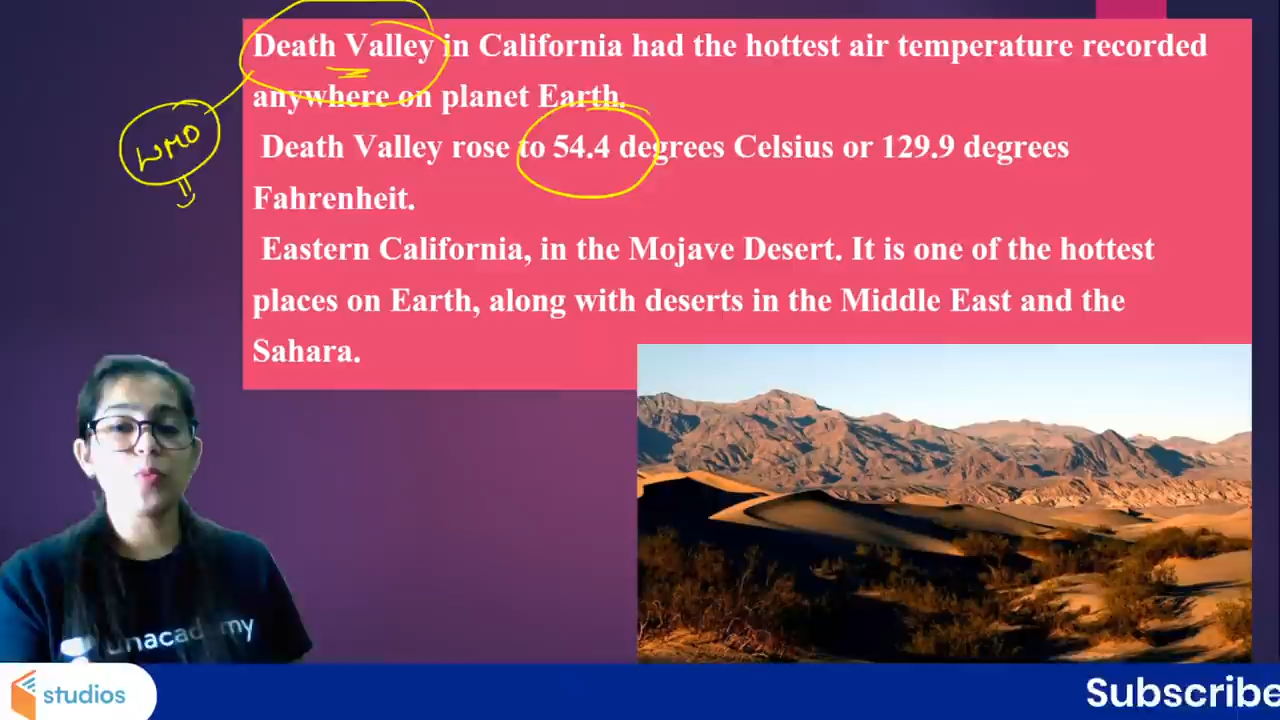 Death Valley in California had the hottest air temperature recorded
anywhere on planet Earth.
WMO
Death Valley rose to 54.4 degrees Celsius or 129.9 degrees
Fahrenheit.
Eastern California, in the Mojave Desert. It is one of the hottest
places on Earth, along with deserts in the Middle East and the
Sahara.
unacademy
studios
Subscribe